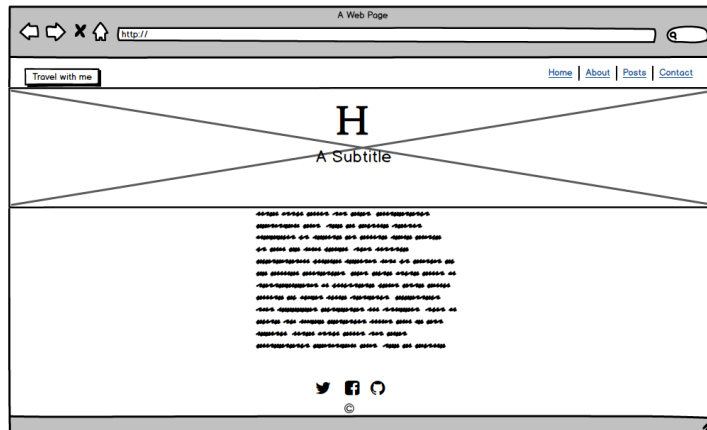 A Web Page
http://
Travel with me
Home About Posts Contact
H
A Subtitle
©